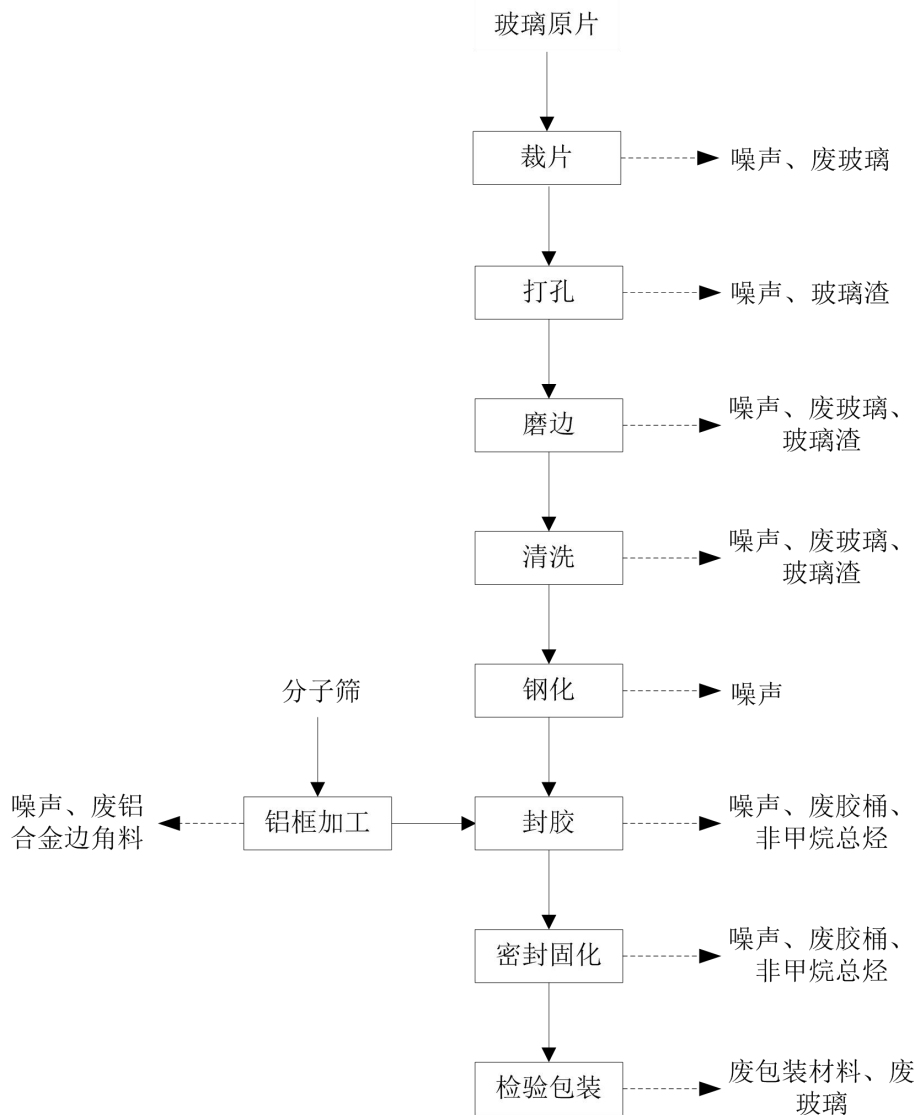 玻璃原片
裁片
噪声、废玻璃
打孔
噪声、玻璃渣
磨边
噪声、废玻璃、
玻璃渣
清洗
噪声、废玻璃、
玻璃渣
分子筛
钢化
噪声
噪声、废铝
合金边角料
铝框加工
封胶
噪声、废胶桶、
非甲烷总烃
密封固化
噪声、废胶桶、
非甲烷总烃
检验包装
废包装材料、废
玻璃